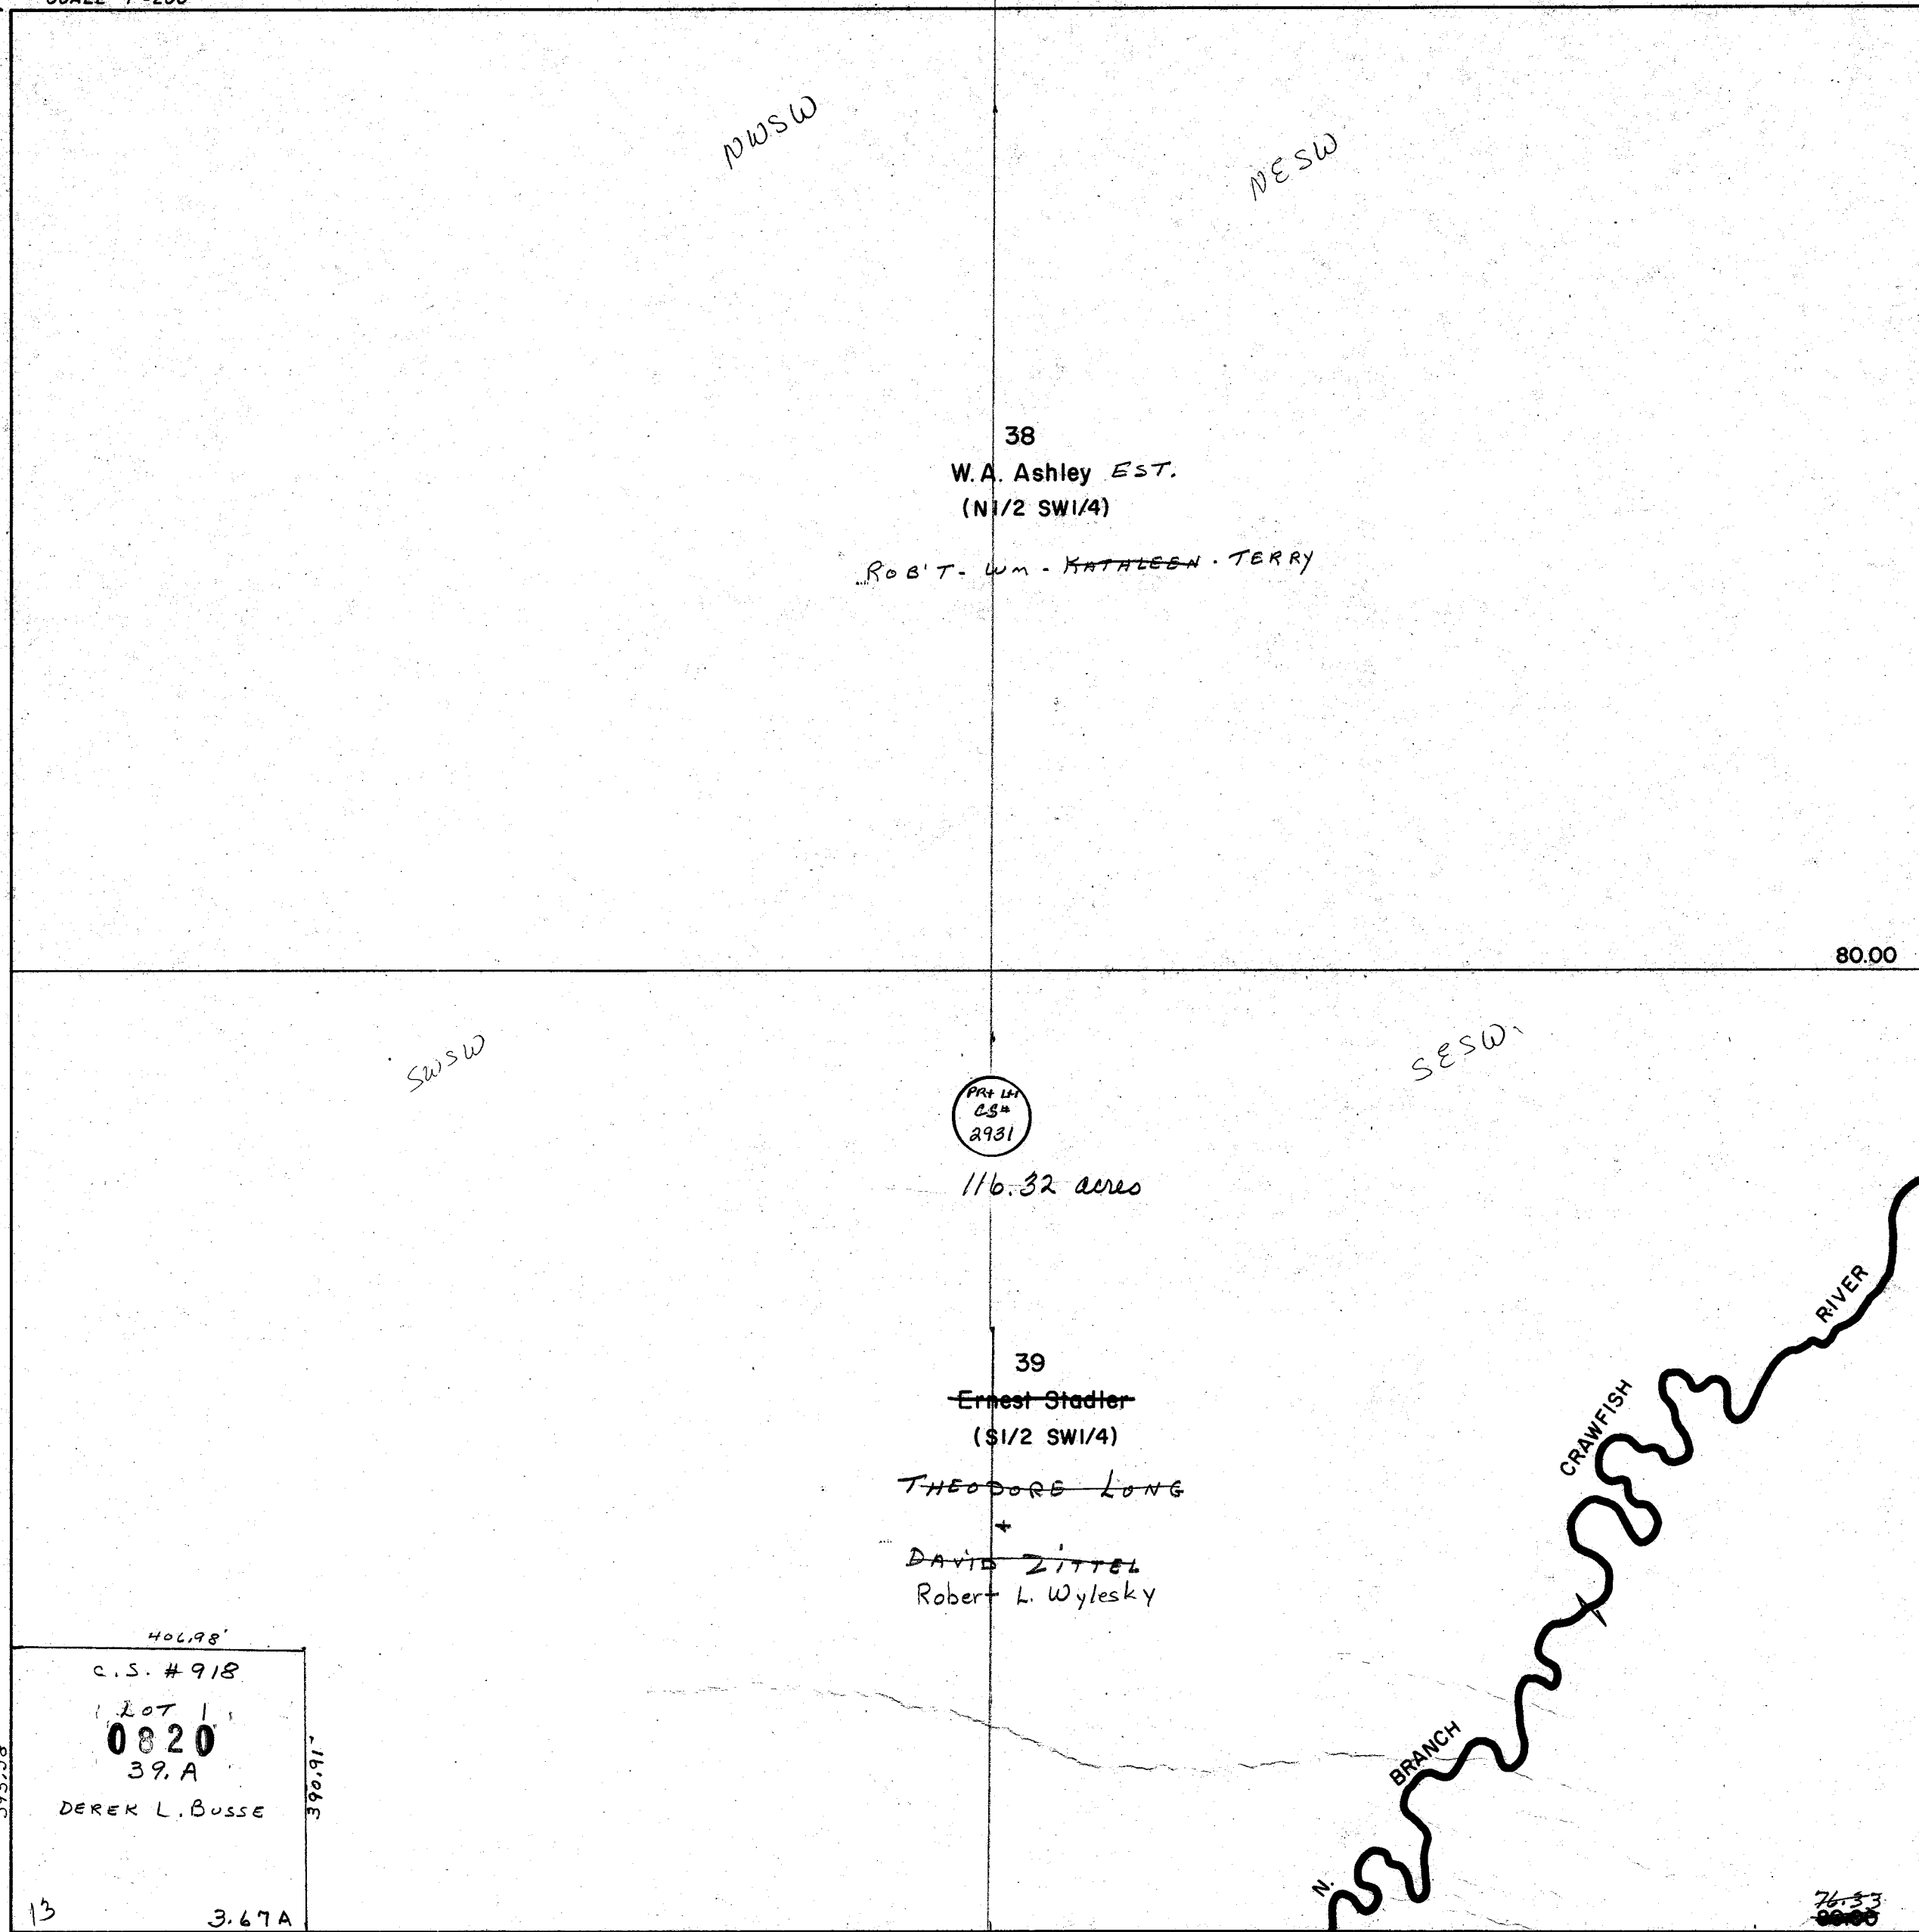 NWSW
NESW
38
W.A. Ashley EST.
(N1/2 SW1/4)
ROB'T - WM - KATHLEEN · TERRY
80.00
SWSW
SESW
PRT Lt1
CS#
2931
116.32 acres
RIVER
39
Ernest Stadler
(S1/2 SW1/4)
CRAWFISH
THEODORE LONG
+
DAVID ZITTEL
Robert L. Wylesky
406.98'
C.S. #918
LOT 1
0820
39.A
DEREK L. BUSSE
390.91'
BRANCH
N.
13
3.67A
76.33
80.00